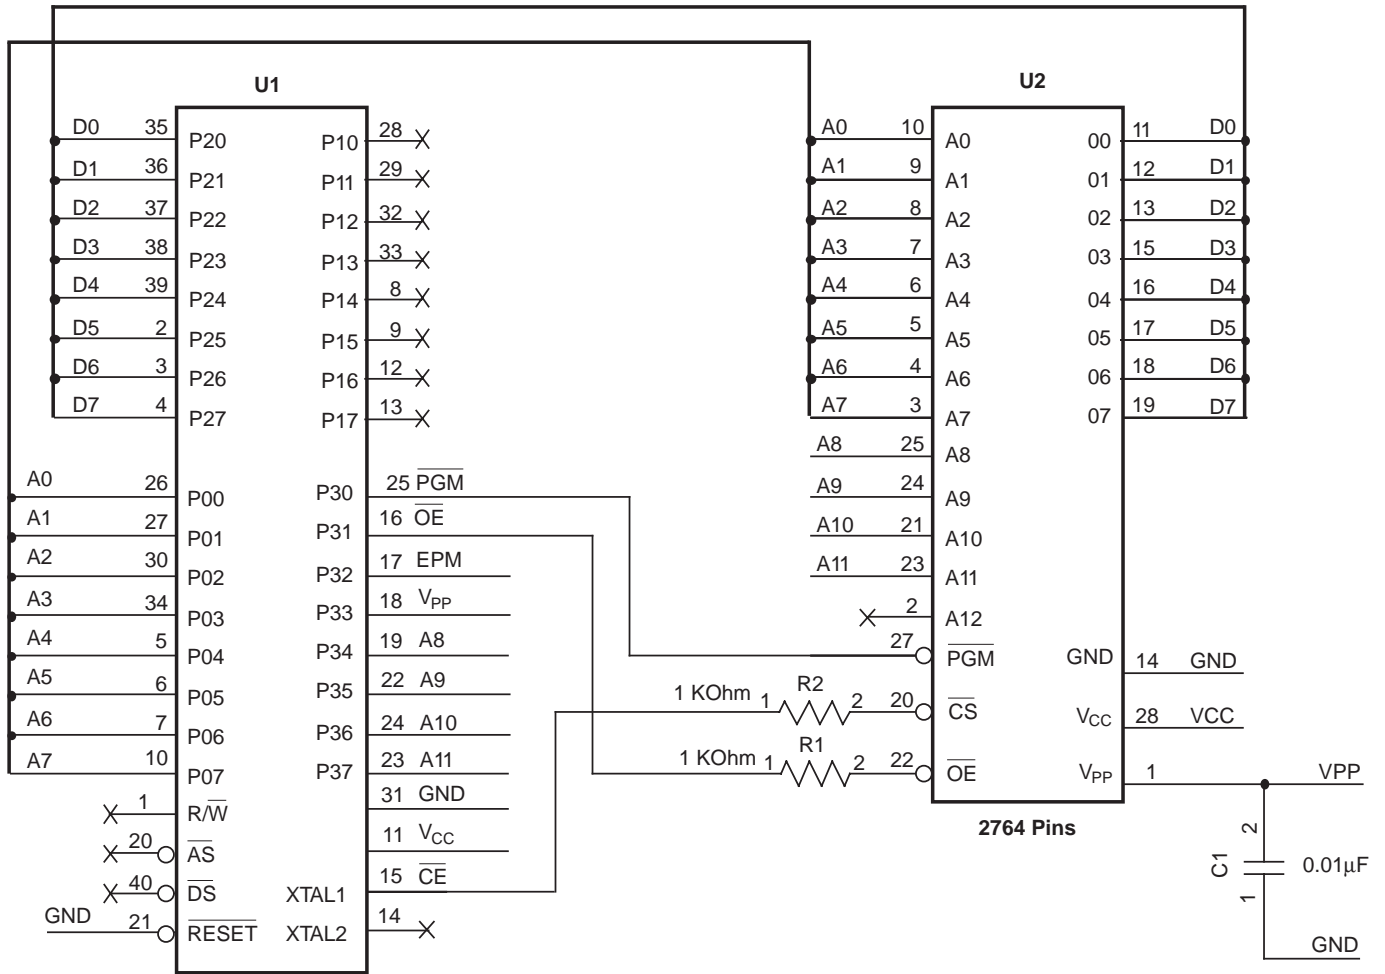 U1
U2
D0 35 P20 P10 28
D1 36 P21 P11 29
D2 37 P22 P12 32
D3 38 P23 P13 33
D4 39 P24 P14 8
D5 2 P25 P15 9
D6 3 P26 P16 12
D7 4 P27 P17 13
A0 26 P00 P30 25 PGM
A1 27 P01 P31 16 OE
A2 30 P02 P32 17 EPM
A3 34 P03 P33 18 VPP
A4 5 P04 P34 19 A8
A5 6 P05 P35 22 A9
A6 7 P06 P36 24 A10
A7 10 P07 P37 23 A11
1 R/W 31 GND
20 AS 11 VCC
40 DS XTAL1 15 CE
GND 21 RESET XTAL2 14
A0 10 A0 00 11 D0
A1 9 A1 01 12 D1
A2 8 A2 02 13 D2
A3 7 A3 03 15 D3
A4 6 A4 04 16 D4
A5 5 A5 05 17 D5
A6 4 A6 06 18 D6
A7 3 A7 07 19 D7
A8 25 A8
A9 24 A9
A10 21 A10
A11 23 A11
2 A12
27 PGM GND 14 GND
1 KOhm 1 R2 2 20 CS VCC 28 VCC
1 KOhm 1 R1 2 22 OE VPP 1 VPP
2764 Pins
2
C1 0.01µF
1
GND